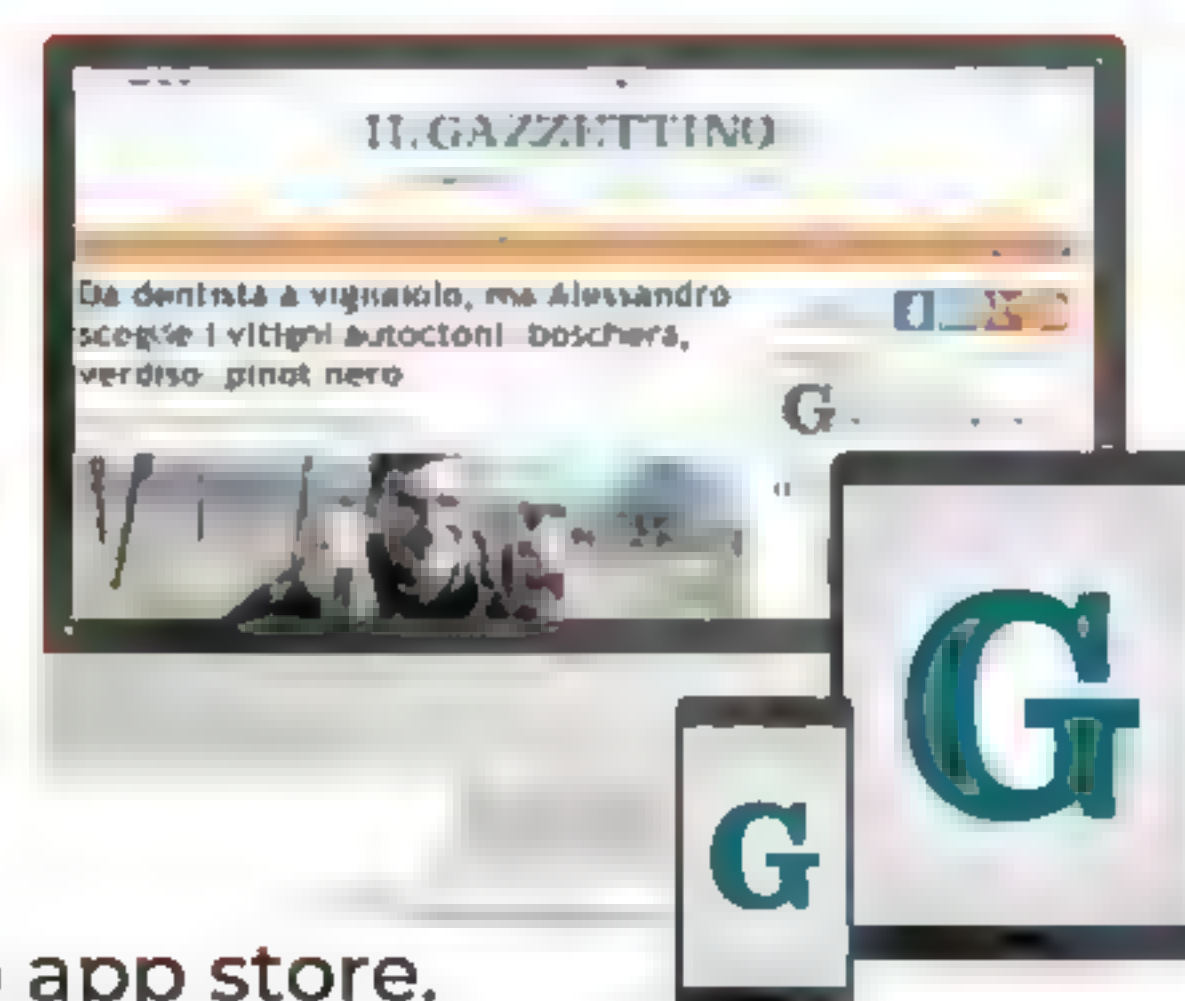 IL GAZZETTINO
Da dentista a vignaiolo, ma Alessandro
sceglie i vitigni autoctoni boschera,
verdiso pinot nero
G
G
G
app store.